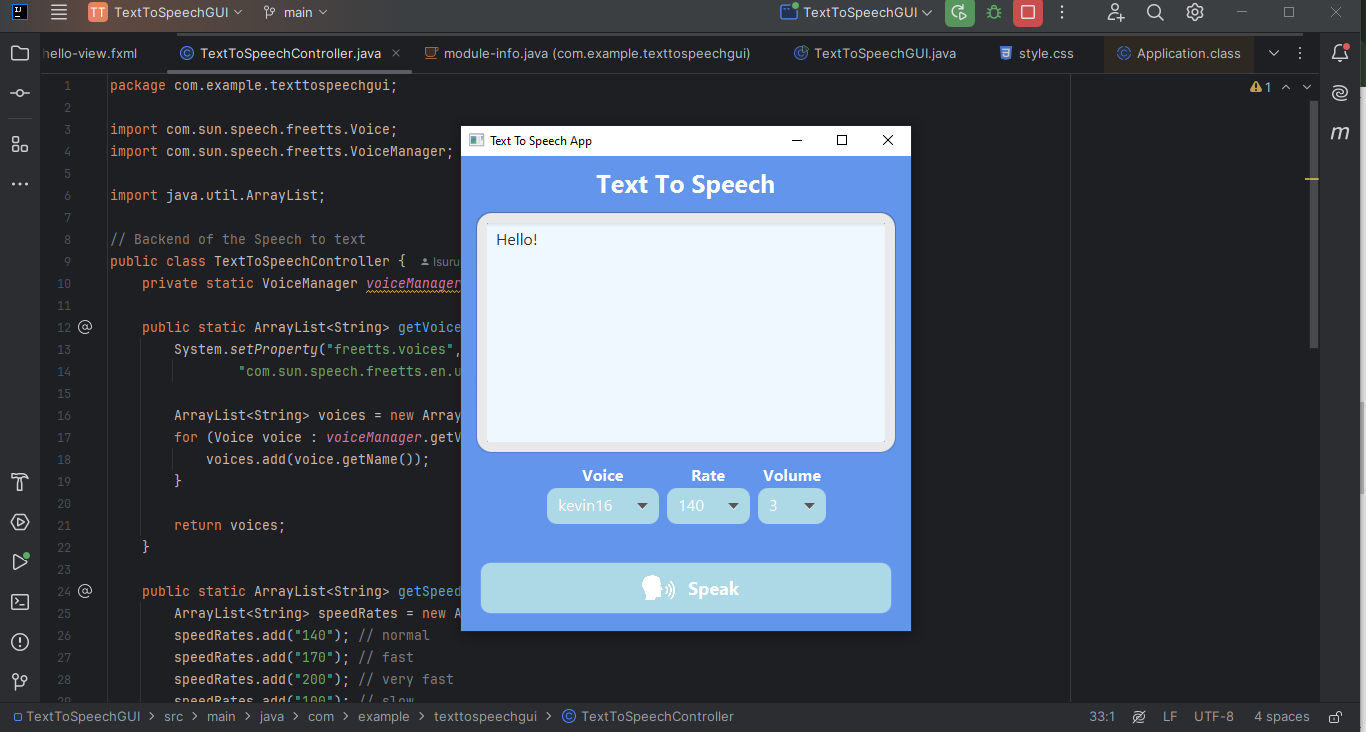 TT TextToSpeechGUI main TextToSpeechGUI
hello-view.fxml TextToSpeechController.java module-info.java (com.example.texttospeechgui) TextToSpeechGUI.java style.css Application.class
1 package com.example.texttospeechgui; 1
2
3 import com.sun.speech.freetts.Voice;
4 import com.sun.speech.freetts.VoiceManager;
5
6 import java.util.ArrayList;
7
8 // Backend of the Speech to text
9 public class TextToSpeechController { Isuru
10 private static VoiceManager voiceManager
11
12 public static ArrayList<String> getVoice
13 System.setProperty("freetts.voices",
14 "com.sun.speech.freetts.en.u
15
16 ArrayList<String> voices = new Array
17 for (Voice voice : voiceManager.getV
18 voices.add(voice.getName());
19 }
20
21 return voices;
22 }
23
24 public static ArrayList<String> getSpeed
25 ArrayList<String> speedRates = new A
26 speedRates.add("140"); // normal
27 speedRates.add("170"); // fast
28 speedRates.add("200"); // very fast
29 speedRates.add("100"); // slow
Text To Speech App
Text To Speech
Hello!
Voice Rate Volume
kevin16 140 3
Speak
m
TextToSpeechGUI > src > main > java > com > example > texttospeechgui > TextToSpeechController 33:1 LF UTF-8 4 spaces